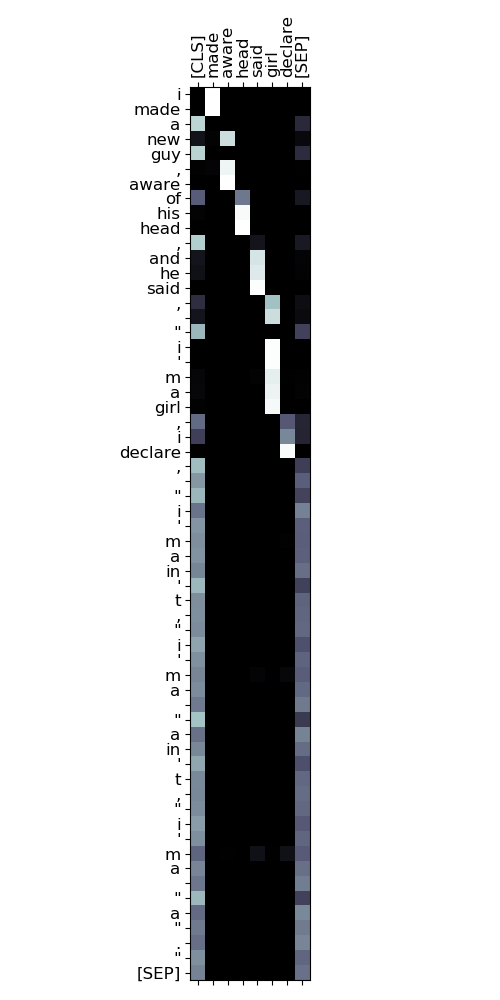 [CLS]
made
aware
head
said
girl
declare
[SEP]
i
made
a
new
guy
,
aware
of
his
head
,
and
he
said
,
"
i
'
m
a
girl
,
i
declare
,
"
i
'
m
a
in
'
t
,
"
i
'
m
a
"
a
in
'
t
,
"
i
'
m
a
"
a
"
.
"
[SEP]